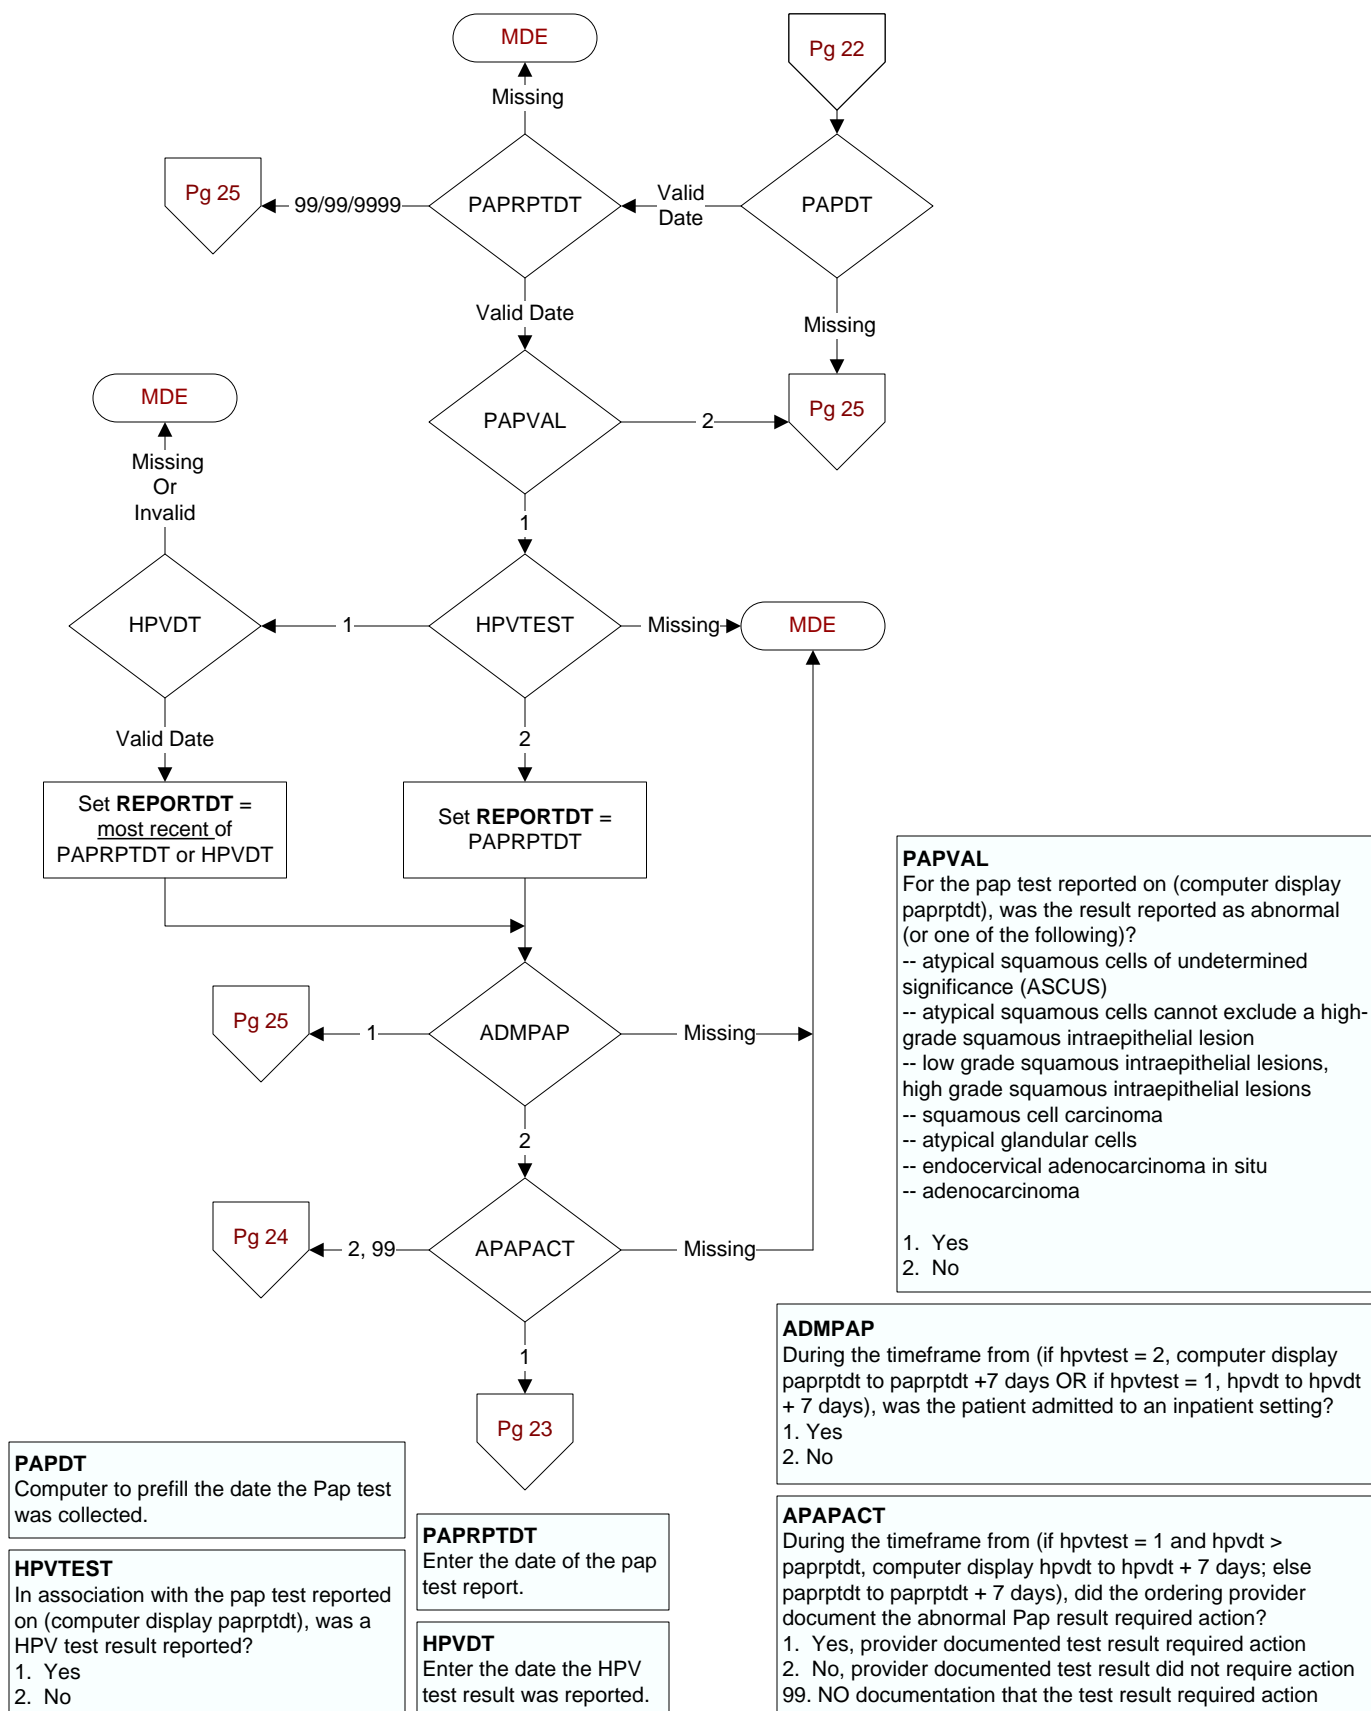 MDE
Pg 22
Missing
Pg 25
99/99/9999
PAPRPTDT
Valid
Date
PAPDT
Valid Date
Missing
MDE
PAPVAL
2
Pg 25
Missing
Or
Invalid
1
HPVDT
1
HPVTEST
Missing
MDE
Valid Date
2
Set REPORTDT =
most recent of
PAPRPTDT or HPVDT
Set REPORTDT =
PAPRPTDT
Pg 25
1
ADMPAP
Missing
2
Pg 24
2, 99
APAPACT
Missing
1
Pg 23
PAPVAL
For the pap test reported on (computer display
paprptdt), was the result reported as abnormal
(or one of the following)?
-- atypical squamous cells of undetermined
significance (ASCUS)
-- atypical squamous cells cannot exclude a high-
grade squamous intraepithelial lesion
-- low grade squamous intraepithelial lesions,
high grade squamous intraepithelial lesions
-- squamous cell carcinoma
-- atypical glandular cells
-- endocervical adenocarcinoma in situ
-- adenocarcinoma
1. Yes
2. No
ADMPAP
During the timeframe from (if hpvtest = 2, computer display
paprptdt to paprptdt +7 days OR if hpvtest = 1, hpvdt to hpvdt
+ 7 days), was the patient admitted to an inpatient setting?
1. Yes
2. No
PAPDT
Computer to prefill the date the Pap test
was collected.
HPVTEST
In association with the pap test reported
on (computer display paprptdt), was a
HPV test result reported?
1. Yes
2. No
PAPRPTDT
Enter the date of the pap
test report.
HPVDT
Enter the date the HPV
test result was reported.
APAPACT
During the timeframe from (if hpvtest = 1 and hpvdt >
paprptdt, computer display hpvdt to hpvdt + 7 days; else
paprptdt to paprptdt + 7 days), did the ordering provider
document the abnormal Pap result required action?
1. Yes, provider documented test result required action
2. No, provider documented test result did not require action
99. NO documentation that the test result required action